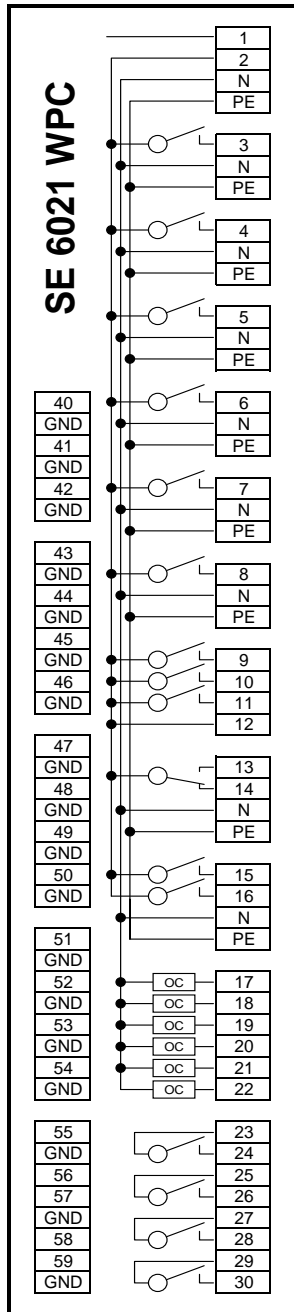 SE 6021 WPC
1
2
N
PE
3
N
PE
4
N
PE
5
N
PE
6
N
PE
7
N
PE
8
N
PE
9
10
11
12
13
14
N
PE
15
16
N
PE
OC 17
OC 18
OC 19
OC 20
OC 21
OC 22
23
24
25
26
27
28
29
30
40
GND
41
GND
42
GND
43
GND
44
45
GND
46
GND
47
GND
48
GND
49
GND
50
GND
51
GND
52
GND
53
GND
54
GND
55
GND
56
57
GND
58
59
GND